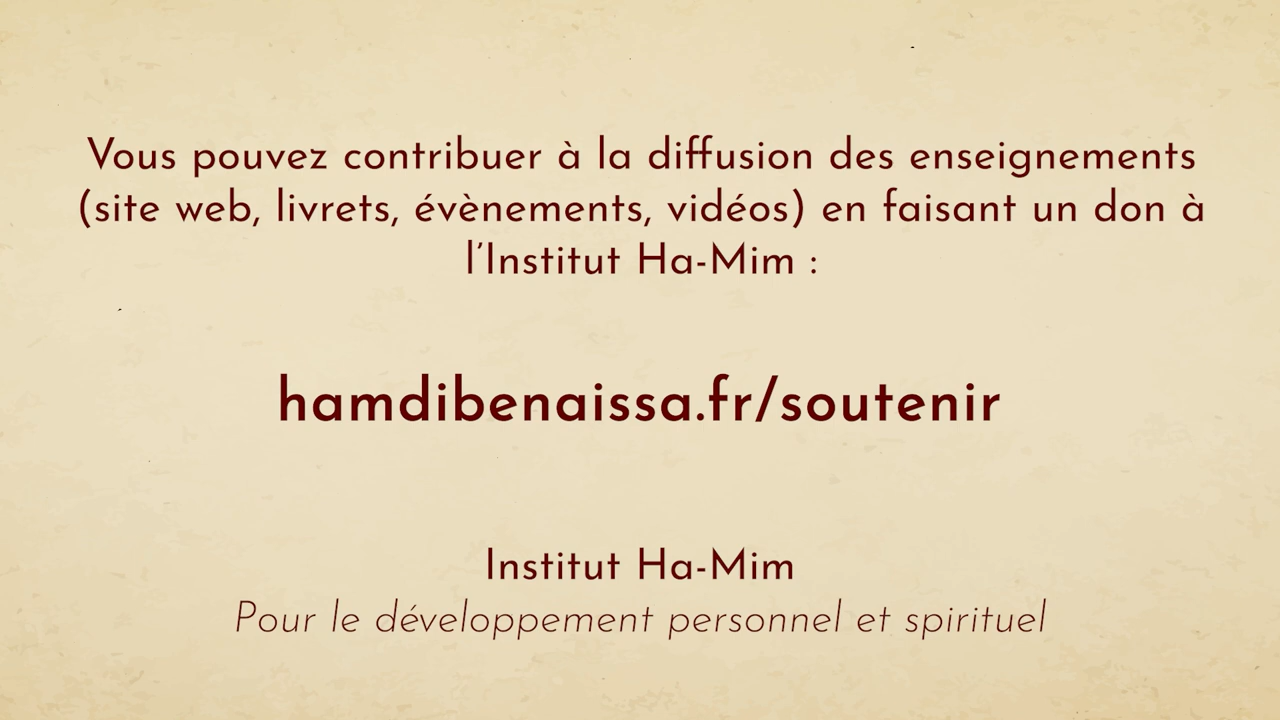 Vous pouvez contribuer à la diffusion des enseignements
(site web, livrets, évènements, vidéos) en faisant un don à
l’Institut Ha-Mim :
hamdibenaissa.fr/soutenir
Institut Ha-Mim
Pour le développement personnel et spirituel